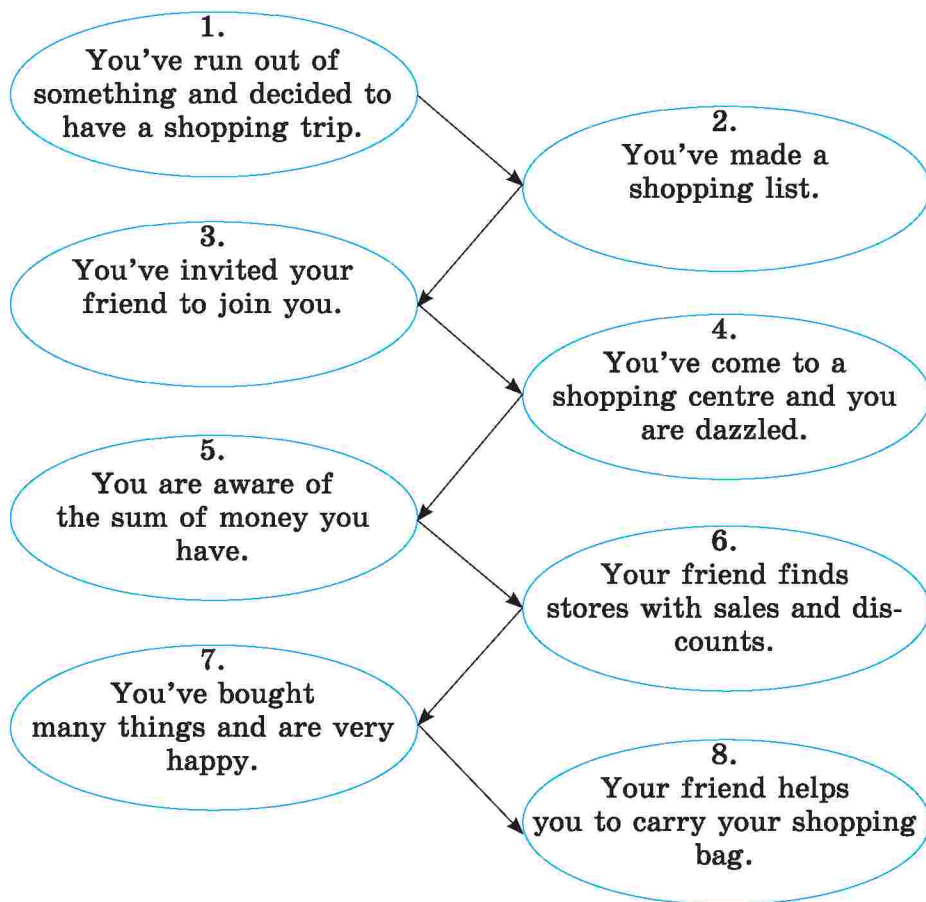 1.
You've run out of
something and decided to
have a shopping trip.
2.
You've made a
shopping list.
3.
You've invited your
friend to join you.
4.
You've come to a
shopping centre and you
are dazzled.
5.
You are aware of
the sum of money you
have.
6.
Your friend finds
stores with sales and dis-
counts.
7.
You've bought
many things and are very
happy.
8.
Your friend helps
you to carry your shopping
bag.